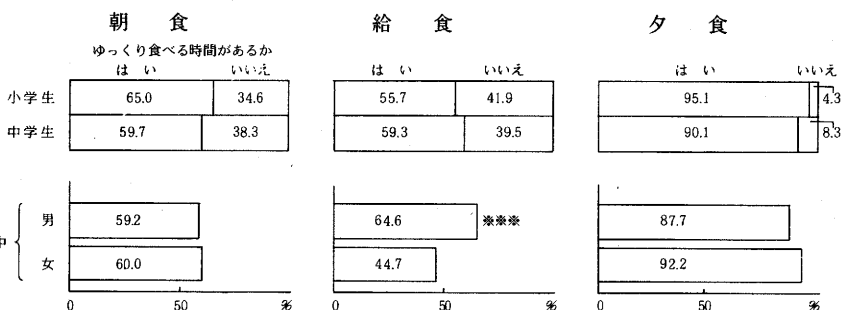 朝 食 給 食 夕 食
ゆっくり食べる時間があるか
は い いいえ は い いいえ は い いいえ
小学生 65.0 34.6 55.7 41.9 95.1 4.3
中学生 59.7 38.3 59.3 39.5 90.1 8.3
男 59.2 64.6 ※※※ 87.7
中
女 60.0 44.7 92.2
0 50 % 0 50 % 0 50 %